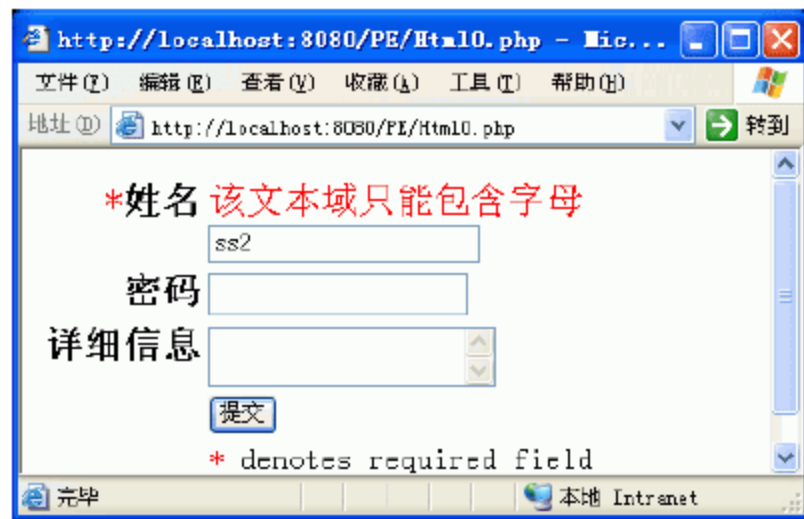 http://localhost:8080/PE/Html0.php - Mic...
文件(F) 编辑(E) 查看(V) 收藏(A) 工具(T) 帮助(H)
地址(D) http://localhost:8080/PE/Html0.php 转到
*姓名 该文本域只能包含字母
ss2
密码
详细信息
提交
* denotes required field
完毕 本地 Intranet